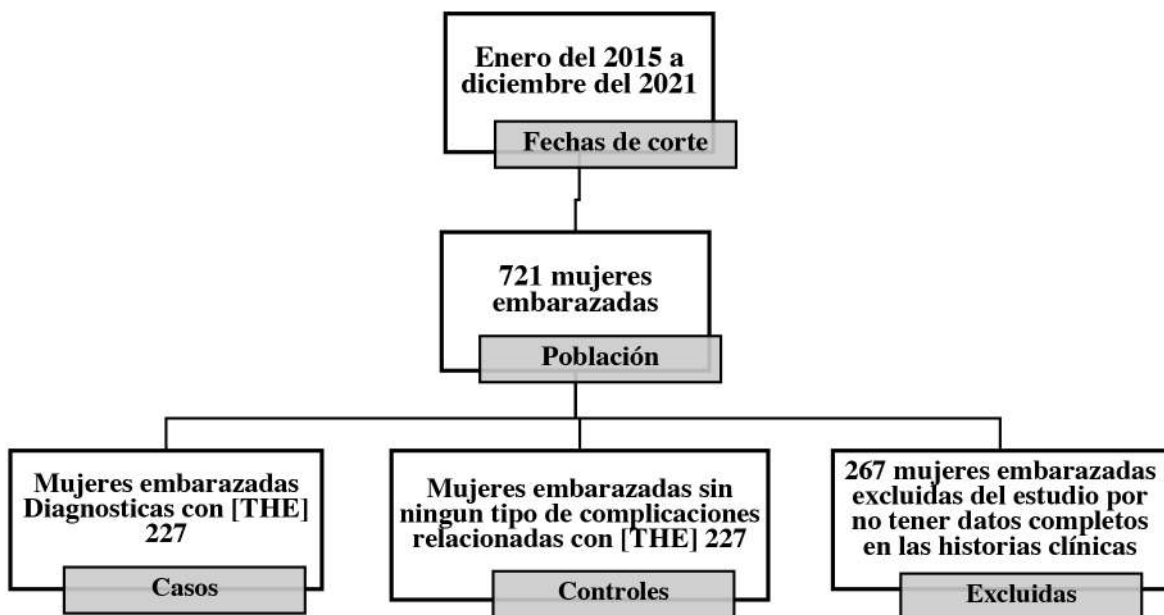 Enero del 2015 a
diciembre del 2021
Fechas de corte
721 mujeres
embarazadas
Población
Mujeres embarazadas
Diagnosticas con [THE]
227
Casos
Mujeres embarazadas sin
ningun tipo de complicaciones
relacionadas con [THE] 227
Controles
267 mujeres embarazadas
excluidas del estudio por
no tener datos completos
en las historias clínicas
Excluidas